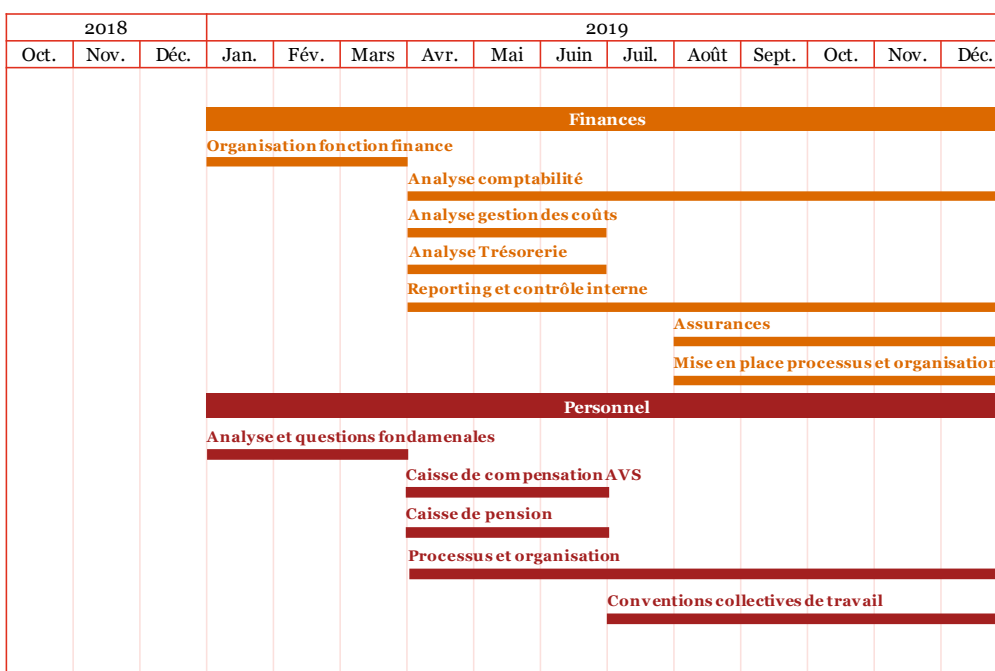 2018 2019
Oct. Nov. Déc. Jan. Fév. Mars Avr. Mai Juin Juil. Août Sept. Oct. Nov. Déc.
Finances
Organisation fonction finance
Analyse comptabilité
Analyse gestion des coûts
Analyse Trésorerie
Reporting et contrôle interne
Assurances
Mise en place processus et organisation
Personnel
Analyse et questions fondamenales
Caisse de compensation AVS
Caisse de pension
Processus et organisation
Conventions collectives de travail